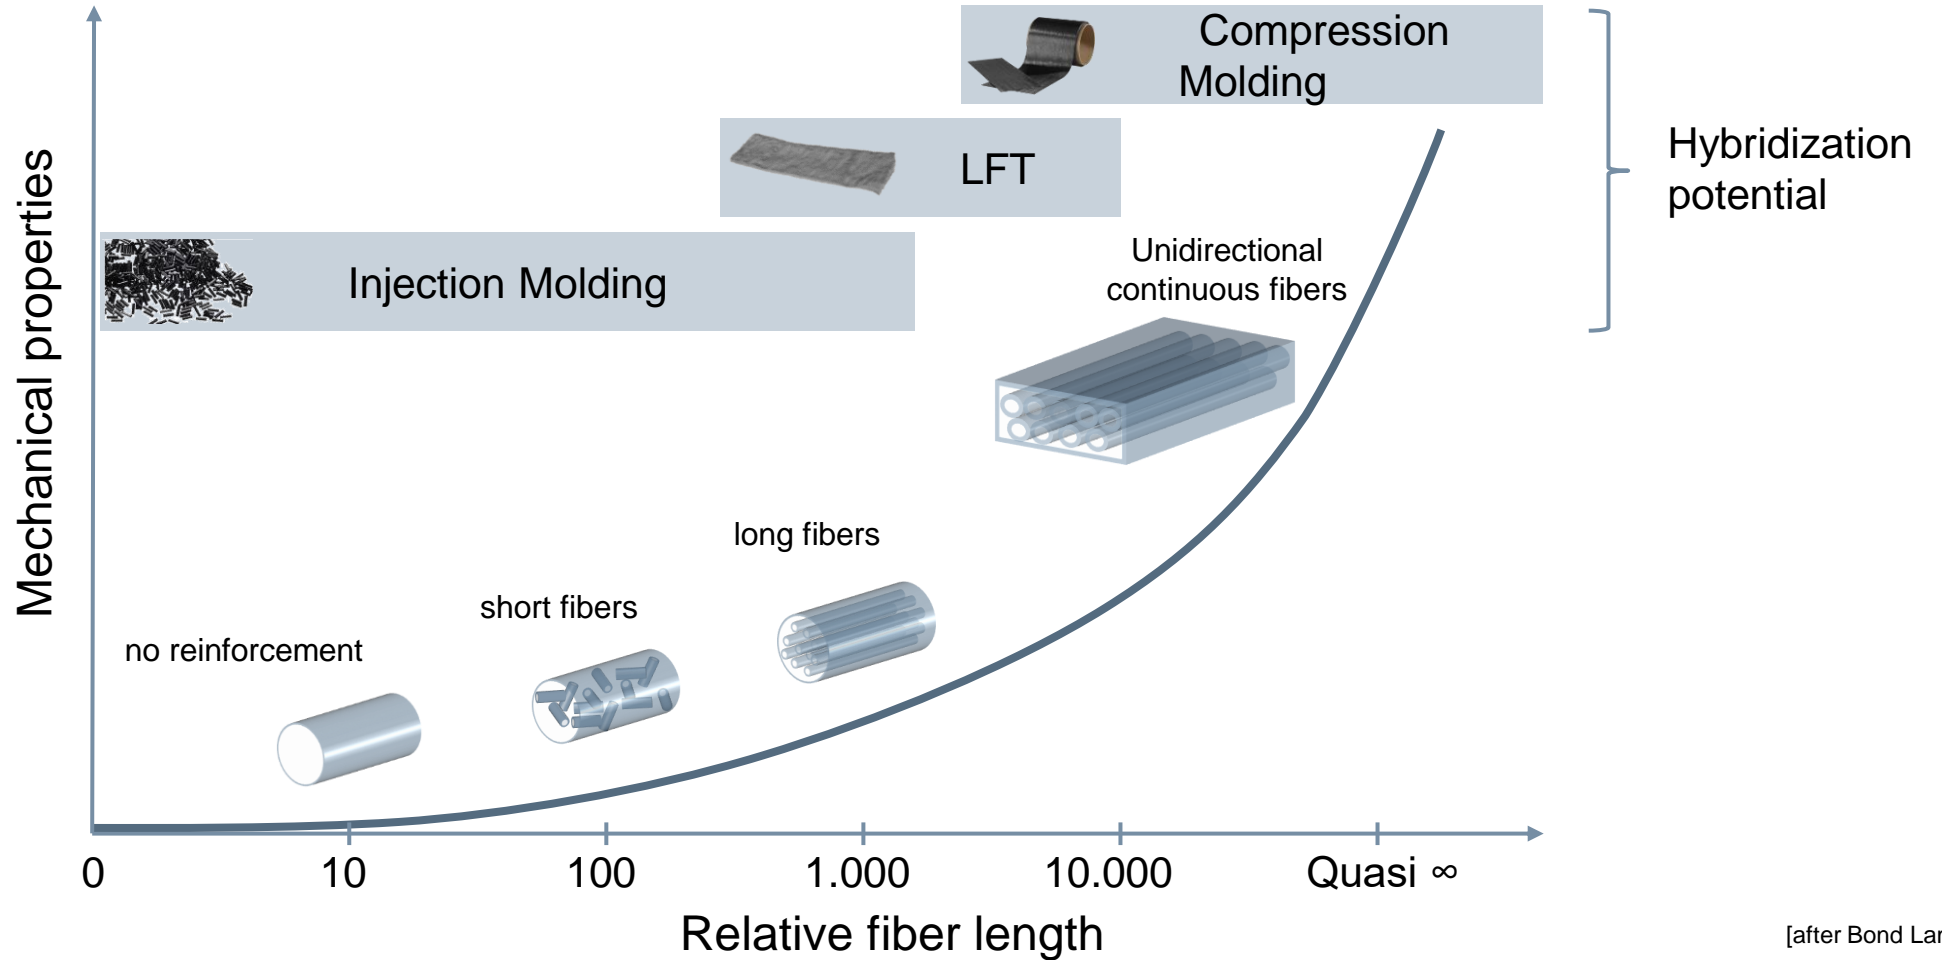 Compression
Molding
LFT
Injection Molding
Hybridization
potential
Mechanical properties
Unidirectional
continuous fibers
long fibers
short fibers
no reinforcement
0
10
100
1.000
10.000
Quasi ∞
Relative fiber length
[after Bond